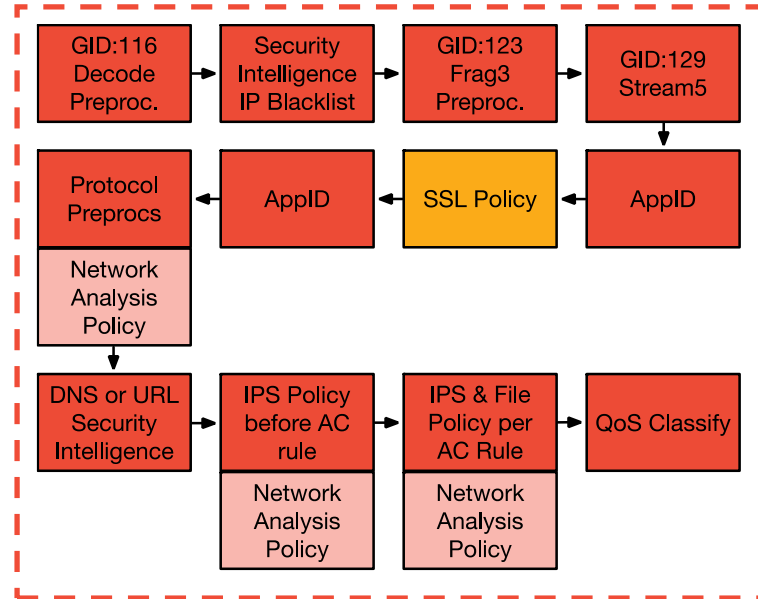 GID:116
Decode
Preproc.
Security
Intelligence
IP Blacklist
GID:123
Frag3
Preproc.
GID:129
Stream5
Protocol
Preprocs
Network
Analysis
Policy
AppID
SSL Policy
AppID
DNS or URL
Security
Intelligence
IPS Policy
before AC
rule
Network
Analysis
Policy
IPS & File
Policy per
AC Rule
Network
Analysis
Policy
QoS Classify